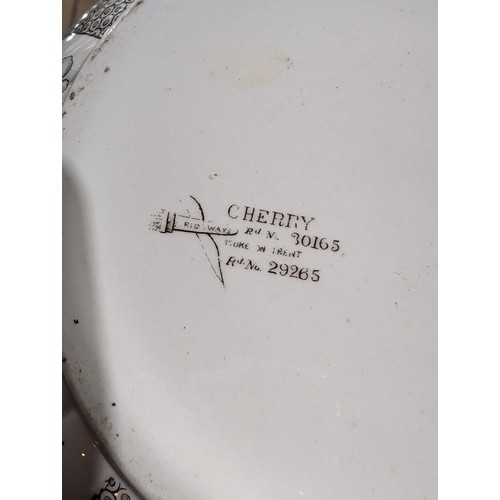 CHERRY
RIDGWAYS Rd. No. 30165
STOKE ON TRENT
Rd. No. 29265